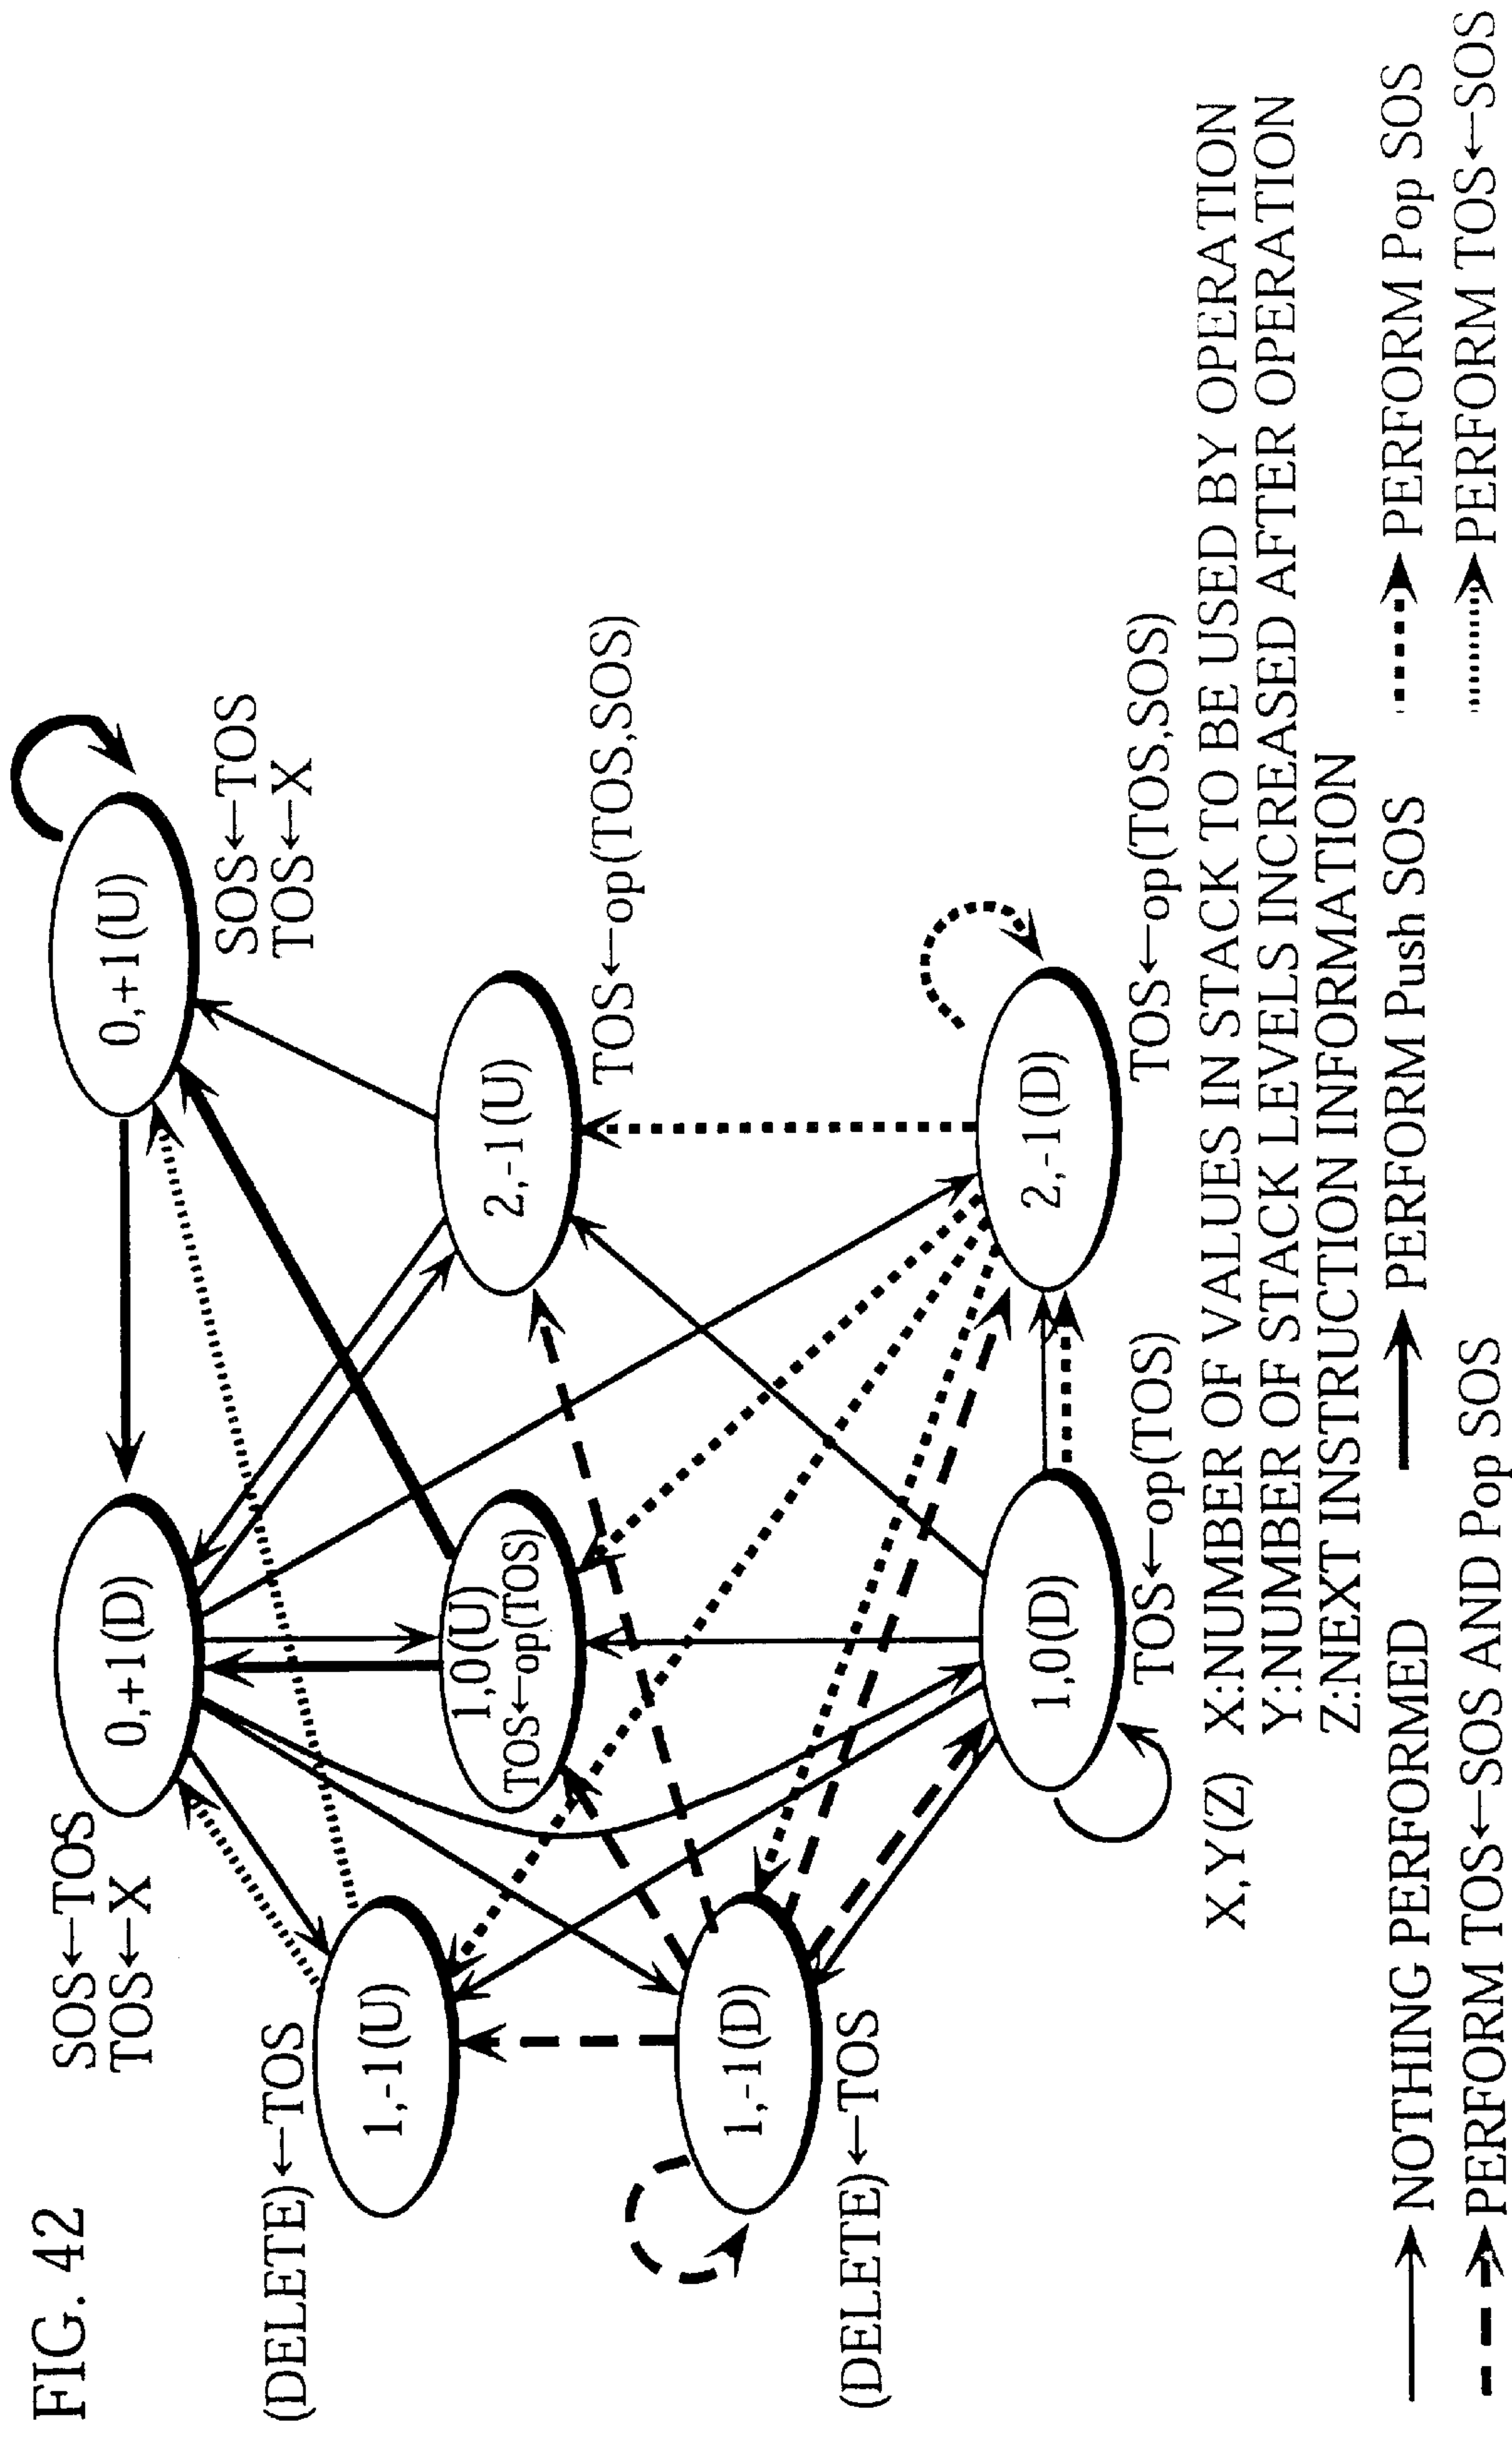 FIG. 42
SOS←TOS
TOS←X
0,+1(D)
0,+1(U)
SOS←TOS
TOS←X
(DELETE)←TOS
1,-1(U)
1,0(U)
TOS←op(TOS)
2,-1(U)
TOS←op(TOS,SOS)
1,-1(D)
(DELETE)←TOS
1,0(D)
TOS←op(TOS)
2,-1(D)
TOS←op(TOS,SOS)
X,Y(Z) X:NUMBER OF VALUES IN STACK TO BE USED BY OPERATION
Y:NUMBER OF STACK LEVELS INCREASED AFTER OPERATION
Z:NEXT INSTRUCTION INFORMATION
NOTHING PERFORMED
PERFORM Push SOS
PERFORM Pop SOS
PERFORM TOS←SOS AND Pop SOS
PERFORM TOS←SOS